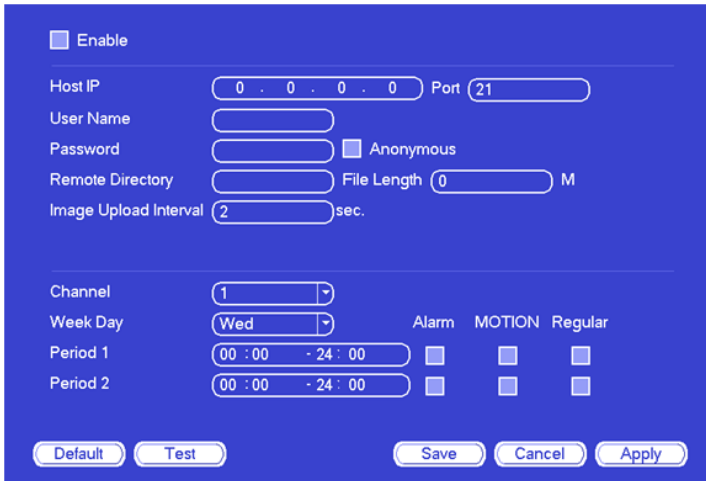 Enable
Host IP 0 . 0 . 0 . 0 Port 21
User Name
Password Anonymous
Remote Directory File Length 0 M
Image Upload Interval 2 sec.
Channel 1
Week Day Wed Alarm MOTION Regular
Period 1 00 :00 - 24 : 00
Period 2 00 :00 - 24 : 00
Default Test Save Cancel Apply